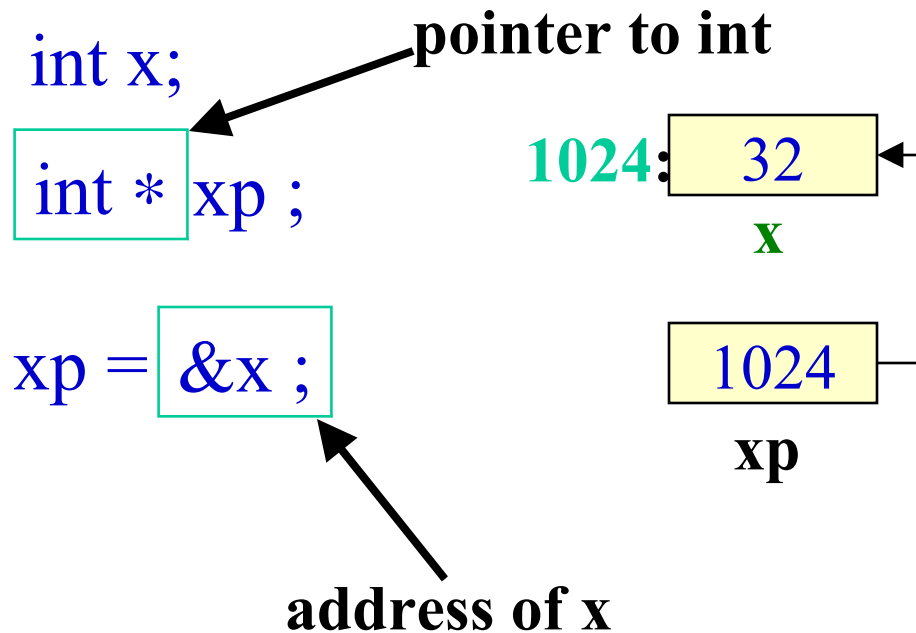 pointer to int
int x;
int * xp ;
1024: 32
x
xp = &x ;
1024
xp
address of x